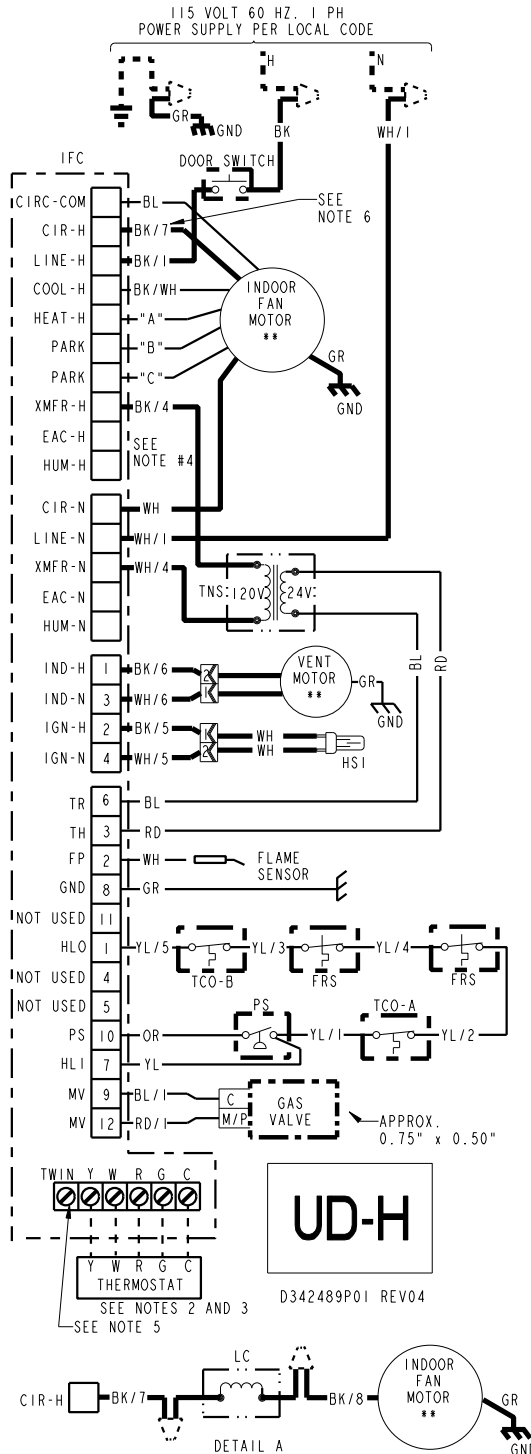 115 VOLT 60 HZ. 1 PH
POWER SUPPLY PER LOCAL CODE
H
N
GR
GND
BK
WH/1
IFC
DOOR SWITCH
CIRC-COM
BL
SEE
NOTE 6
CIR-H
BK/7
LINE-H
BK/1
COOL-H
BK/WH
INDOOR
FAN
MOTOR
**
HEAT-H
"A"
PARK
"B"
GR
PARK
"C"
GND
XMFR-H
BK/4
EAC-H
SEE
NOTE #4
HUM-H
CIR-N
WH
LINE-N
WH/1
XMFR-N
WH/4
TNS
120V
24V
EAC-N
HUM-N
BL
RD
IND-H
1
BK/6
2
VENT
MOTOR
**
GR
IND-N
3
WH/6
1
GND
IGN-H
2
BK/5
1
WH
IGN-N
4
WH/5
2
WH
HSI
TR
6
BL
TH
3
RD
FP
2
WH
FLAME
SENSOR
GND
8
GR
NOT USED
11
HLO
1
YL/5
YL/3
YL/4
TCO-B
FRS
FRS
NOT USED
4
NOT USED
5
PS
TCO-A
PS
10
OR
YL/1
YL/2
HLI
7
YL
MV
9
BL/1
C
GAS
VALVE
MV
12
RD/1
M/P
APPROX.
0.75" x 0.50"
TWIN Y W R G C
UD-H
Y W R G C
THERMOSTAT
D342489P01 REV04
SEE NOTES 2 AND 3
SEE NOTE 5
LC
INDOOR
FAN
MOTOR
**
CIR-H
BK/7
BK/8
GR
GND
DETAIL A